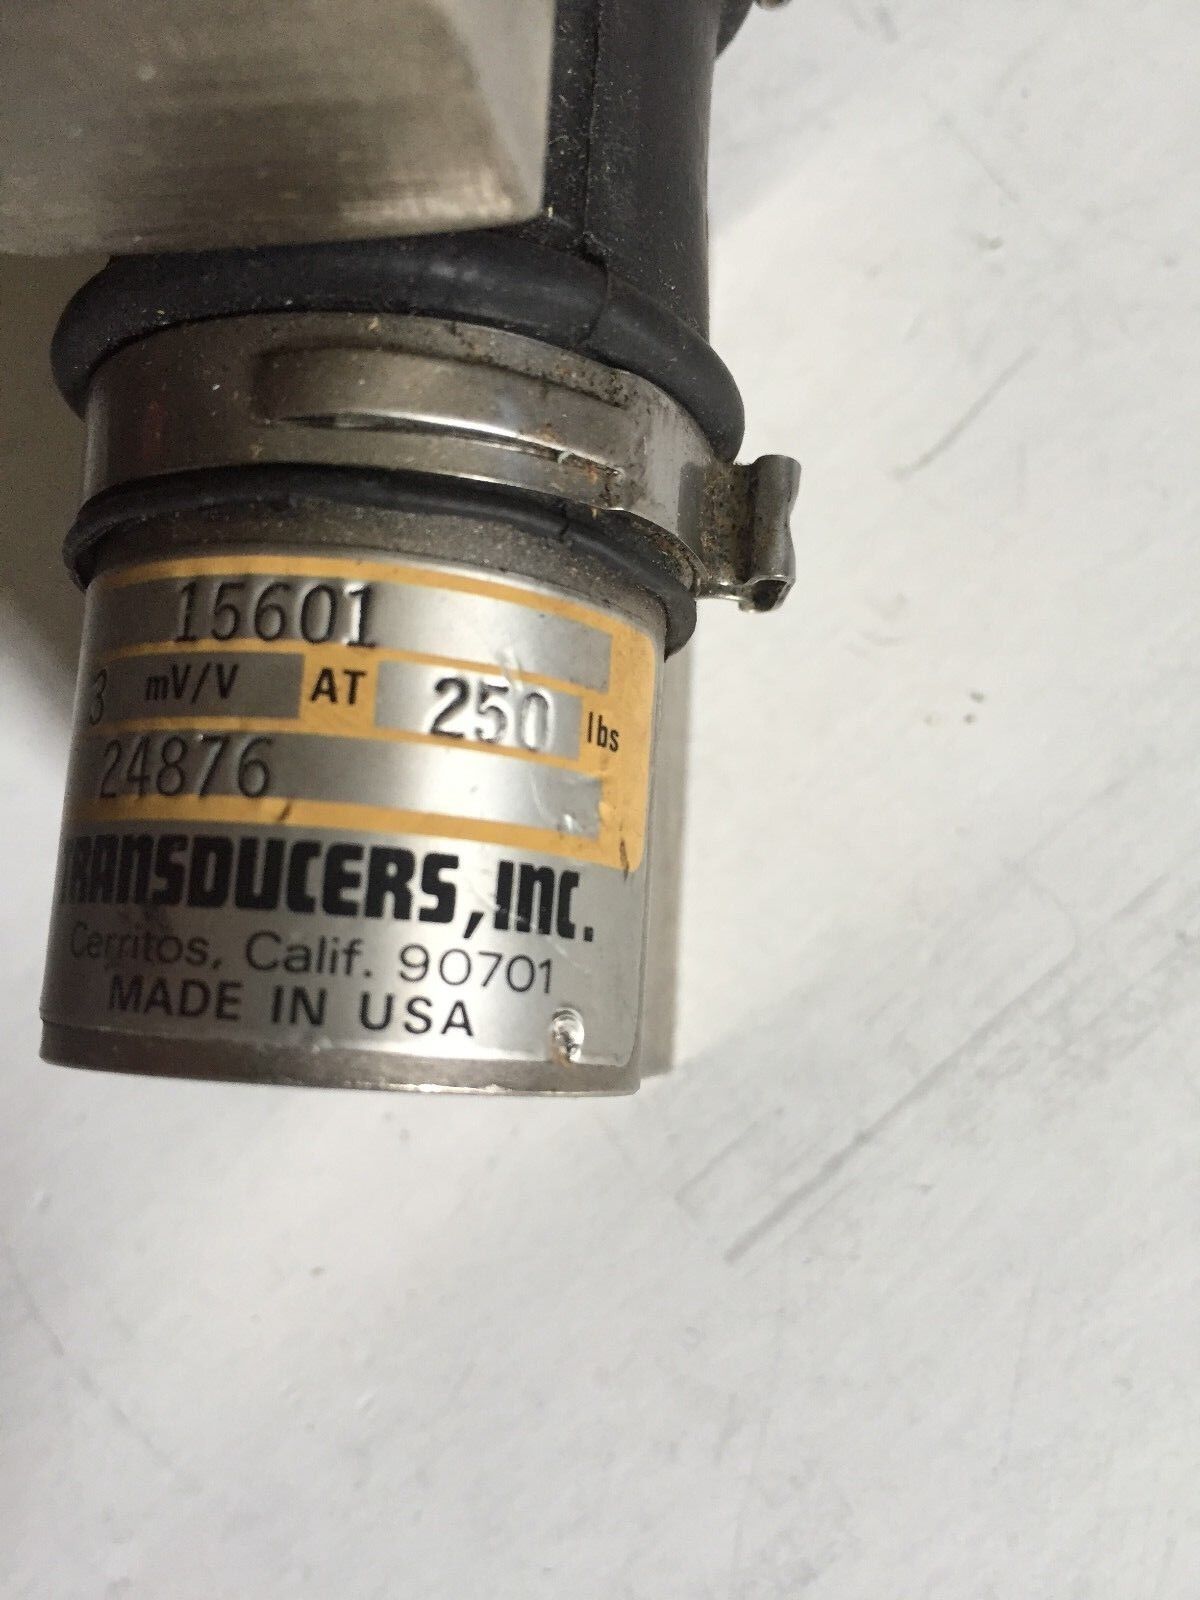 15601
3 mV/V AT 250 lbs
24876
TRANSDUCERS, INC.
Cerritos, Calif. 90701
MADE IN USA